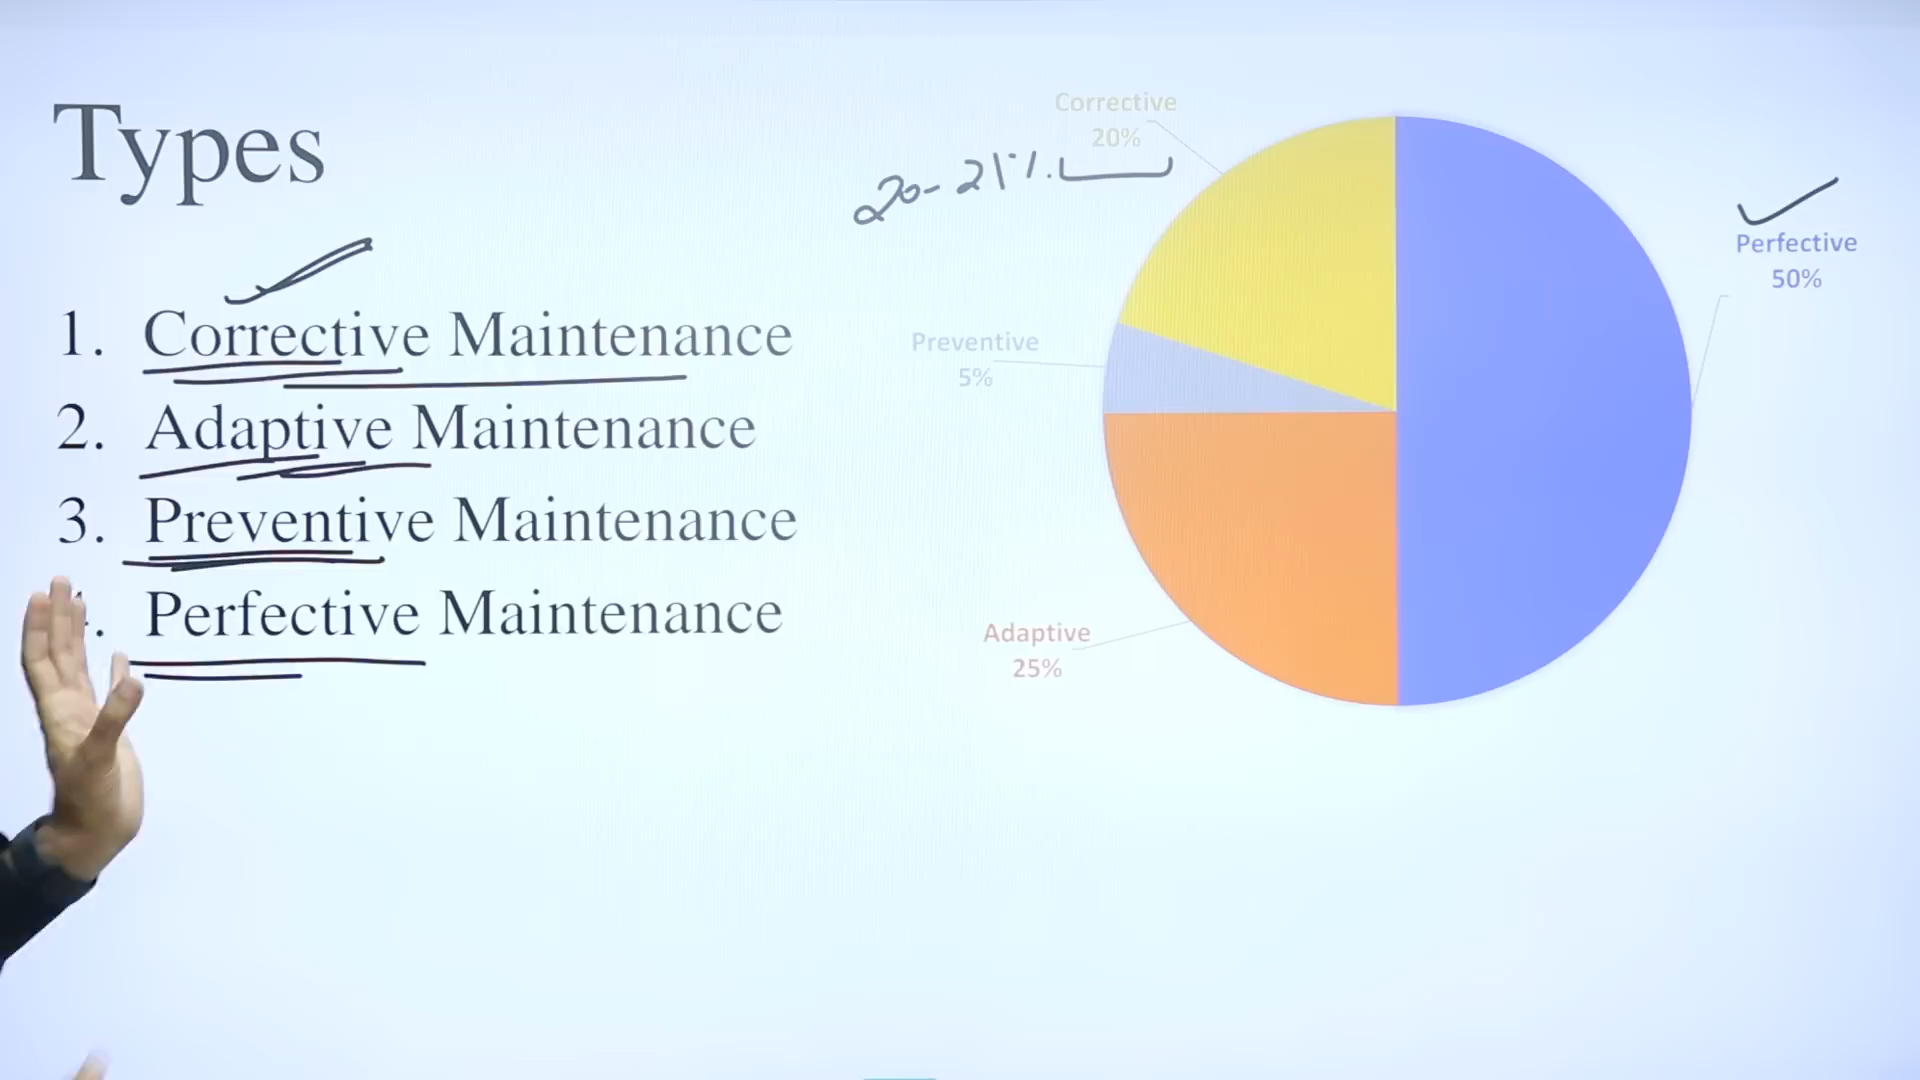 Types
1. Corrective Maintenance
2. Adaptive Maintenance
3. Preventive Maintenance
. Perfective Maintenance
Corrective
20%
20-21%.
Perfective
50%
Preventive
5%
Adaptive
25%